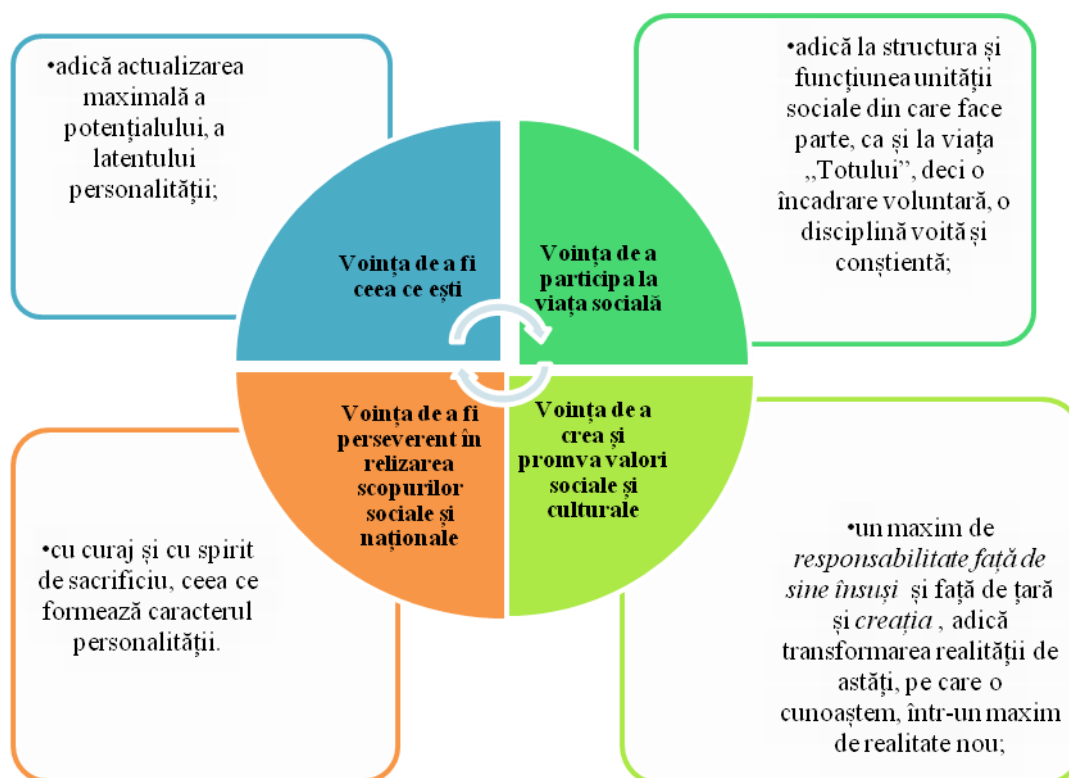 •adică actualizarea
maximală a
potențialului, a
latentului
personalității;
•adică la structura și
funcțiunea unității
sociale din care face
parte, ca și la viața
„Totului”, deci o
încadrare voluntară, o
disciplină voită și
conștientă;
Voința de a fi
ceea ce ești
Voința de a
participa la
viața socială
Voința de a fi
perseverent în
relizarea
scopurilor
sociale și
naționale
Voința de a
crea și
promva valori
sociale și
culturale
•cu curaj și cu spirit
de sacrificiu, ceea ce
formează caracterul
personalității.
•un maxim de
responsabilitate față de
sine însuși și față de țară
și creația , adică
transformarea realității de
astăți, pe care o
cunoaștem, într-un maxim
de realitate nou;